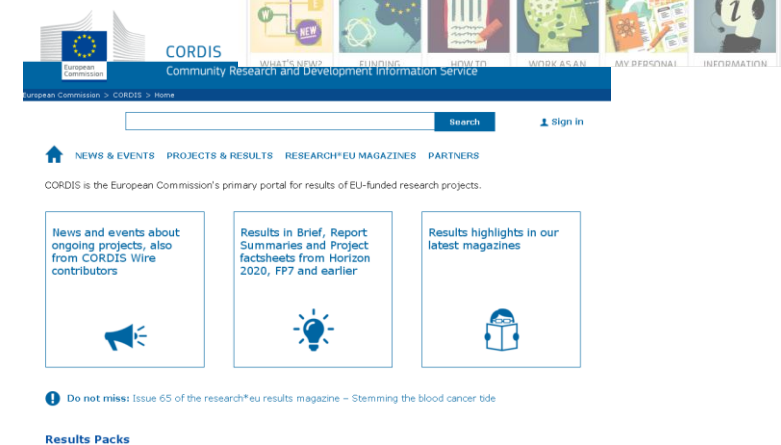 W
L
NEW
A
i
WHAT'S NEW? FUNDING HOW TO WORK AS AN MY PERSONAL INFORMATION
European
Commission
CORDIS
Community Research and Development Information Service
European Commission > CORDIS > Home
Search
Sign in
NEWS & EVENTS PROJECTS & RESULTS RESEARCH*EU MAGAZINES PARTNERS
CORDIS is the European Commission's primary portal for results of EU-funded research projects.
News and events about
ongoing projects, also
from CORDIS Wire
contributors
Results in Brief, Report
Summaries and Project
factsheets from Horizon
2020, FP7 and earlier
Results highlights in our
latest magazines
Do not miss: Issue 65 of the research*eu results magazine – Stemming the blood cancer tide
Results Packs